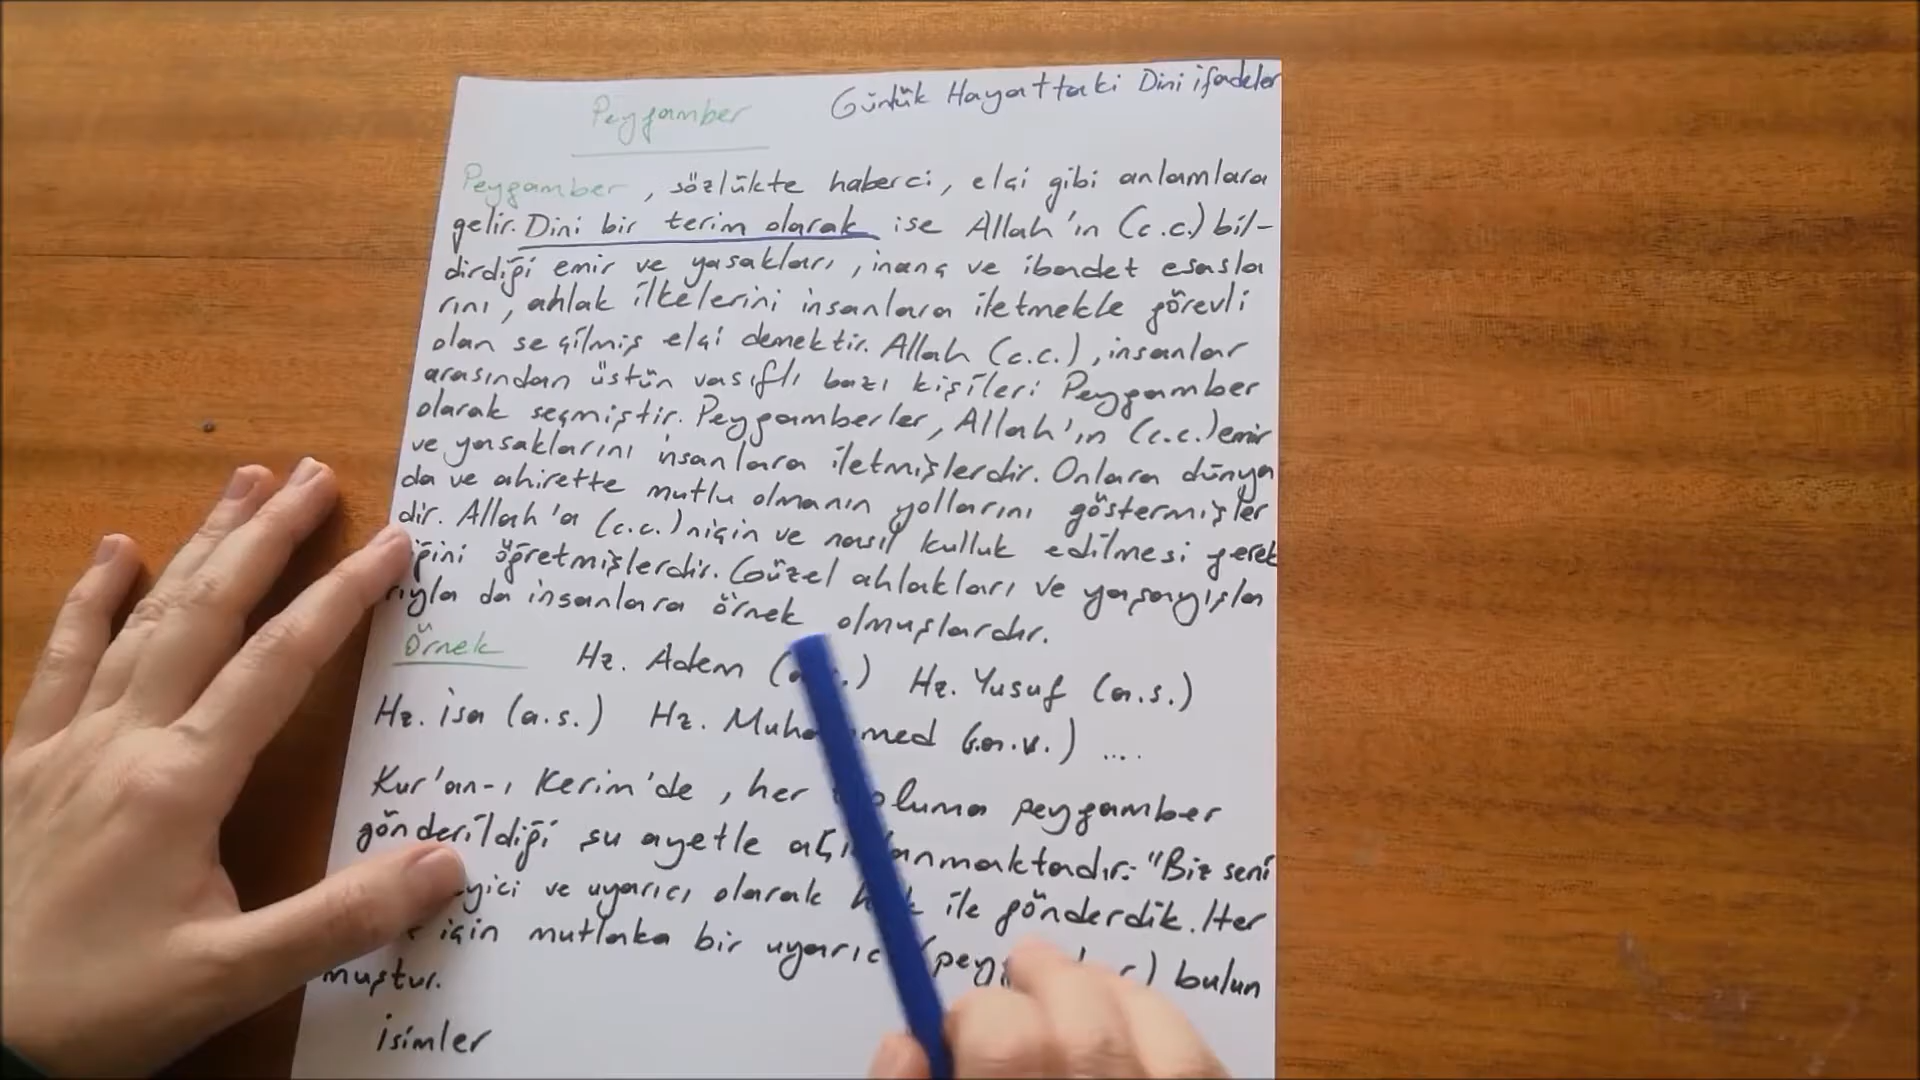 Peygamber
Günlük Hayattaki Dini ifadeler
Peygamber, sözlükte haberci, elçi gibi anlamlara
gelir. Dini bir terim olarak ise Allah'ın (c.c.) bil-
dirdiği emir ve yasakları, inanç ve ibadet esasla
rını, ahlak ilkelerini insanlara iletmekle görevli
olan seçilmiş elçi demektir. Allah (c.c.), insanlar
arasından üstün vasıflı bazı kişileri Peygamber
olarak seçmiştir. Peygamberler, Allah'ın (c.c.) emir
ve yasaklarını insanlara iletmişlerdir. Onlara dünya
da ve ahirette mutlu olmanın yollarını göstermişler
dir. Allah'a (c.c.) niçin ve nasıl kulluk edilmesi gerek
iğini öğretmişlerdir. Güzel ahlakları ve yaşayışla
rıyla da insanlara örnek olmuşlardır.
Örnek
Hz. Adem Hz. Yusuf (a.s.)
Hz. İsa (a.s.) Hz. (s.a.v.) ....
Kur'an-ı Kerim'de, her peygamber
gönderildiği şu ayetle "Biz seni
ve uyarıcı olarak ile gönderdik. Her
için mutlaka bir bulun
muştur.
isimler